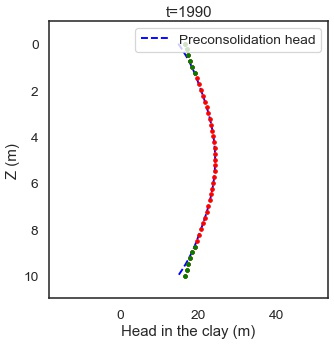 t=1990
Preconsolidation head
0
2
4
6
8
10
Z (m)
0 20 40
Head in the clay (m)